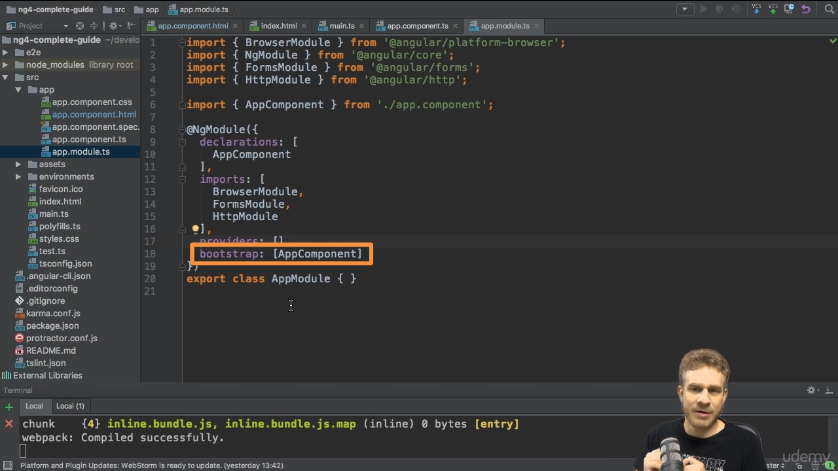 ng4-complete-guide src app app.module.ts
Project
app.component.html index.html main.ts app.component.ts app.module.ts
ng4-complete-guide ~/develo
e2e
node_modules library root
src
app
app.component.css
app.component.html
app.component.spec.
app.component.ts
app.module.ts
assets
environments
favicon.ico
index.html
main.ts
polyfills.ts
styles.css
test.ts
tsconfig.json
.angular-cli.json
.editorconfig
.gitignore
karma.conf.js
package.json
protractor.conf.js
README.md
tslint.json
External Libraries
1 import { BrowserModule } from '@angular/platform-browser';
2 import { NgModule } from '@angular/core';
3 import { FormsModule } from '@angular/forms';
4 import { HttpModule } from '@angular/http';
5
6 import { AppComponent } from './app.component';
7
8 @NgModule({
9 declarations: [
10 AppComponent
11 ],
12 imports: [
13 BrowserModule,
14 FormsModule,
15 HttpModule
16 ],
17 providers: []
18 bootstrap: [AppComponent]
19 })
20 export class AppModule { }
21
Terminal
Local Local (1)
chunk {4} inline.bundle.js, inline.bundle.js.map (inline) 0 bytes [entry]
webpack: Compiled successfully.
Platform and Plugin Updates: WebStorm is ready to update. (yesterday 13:42)
udemy